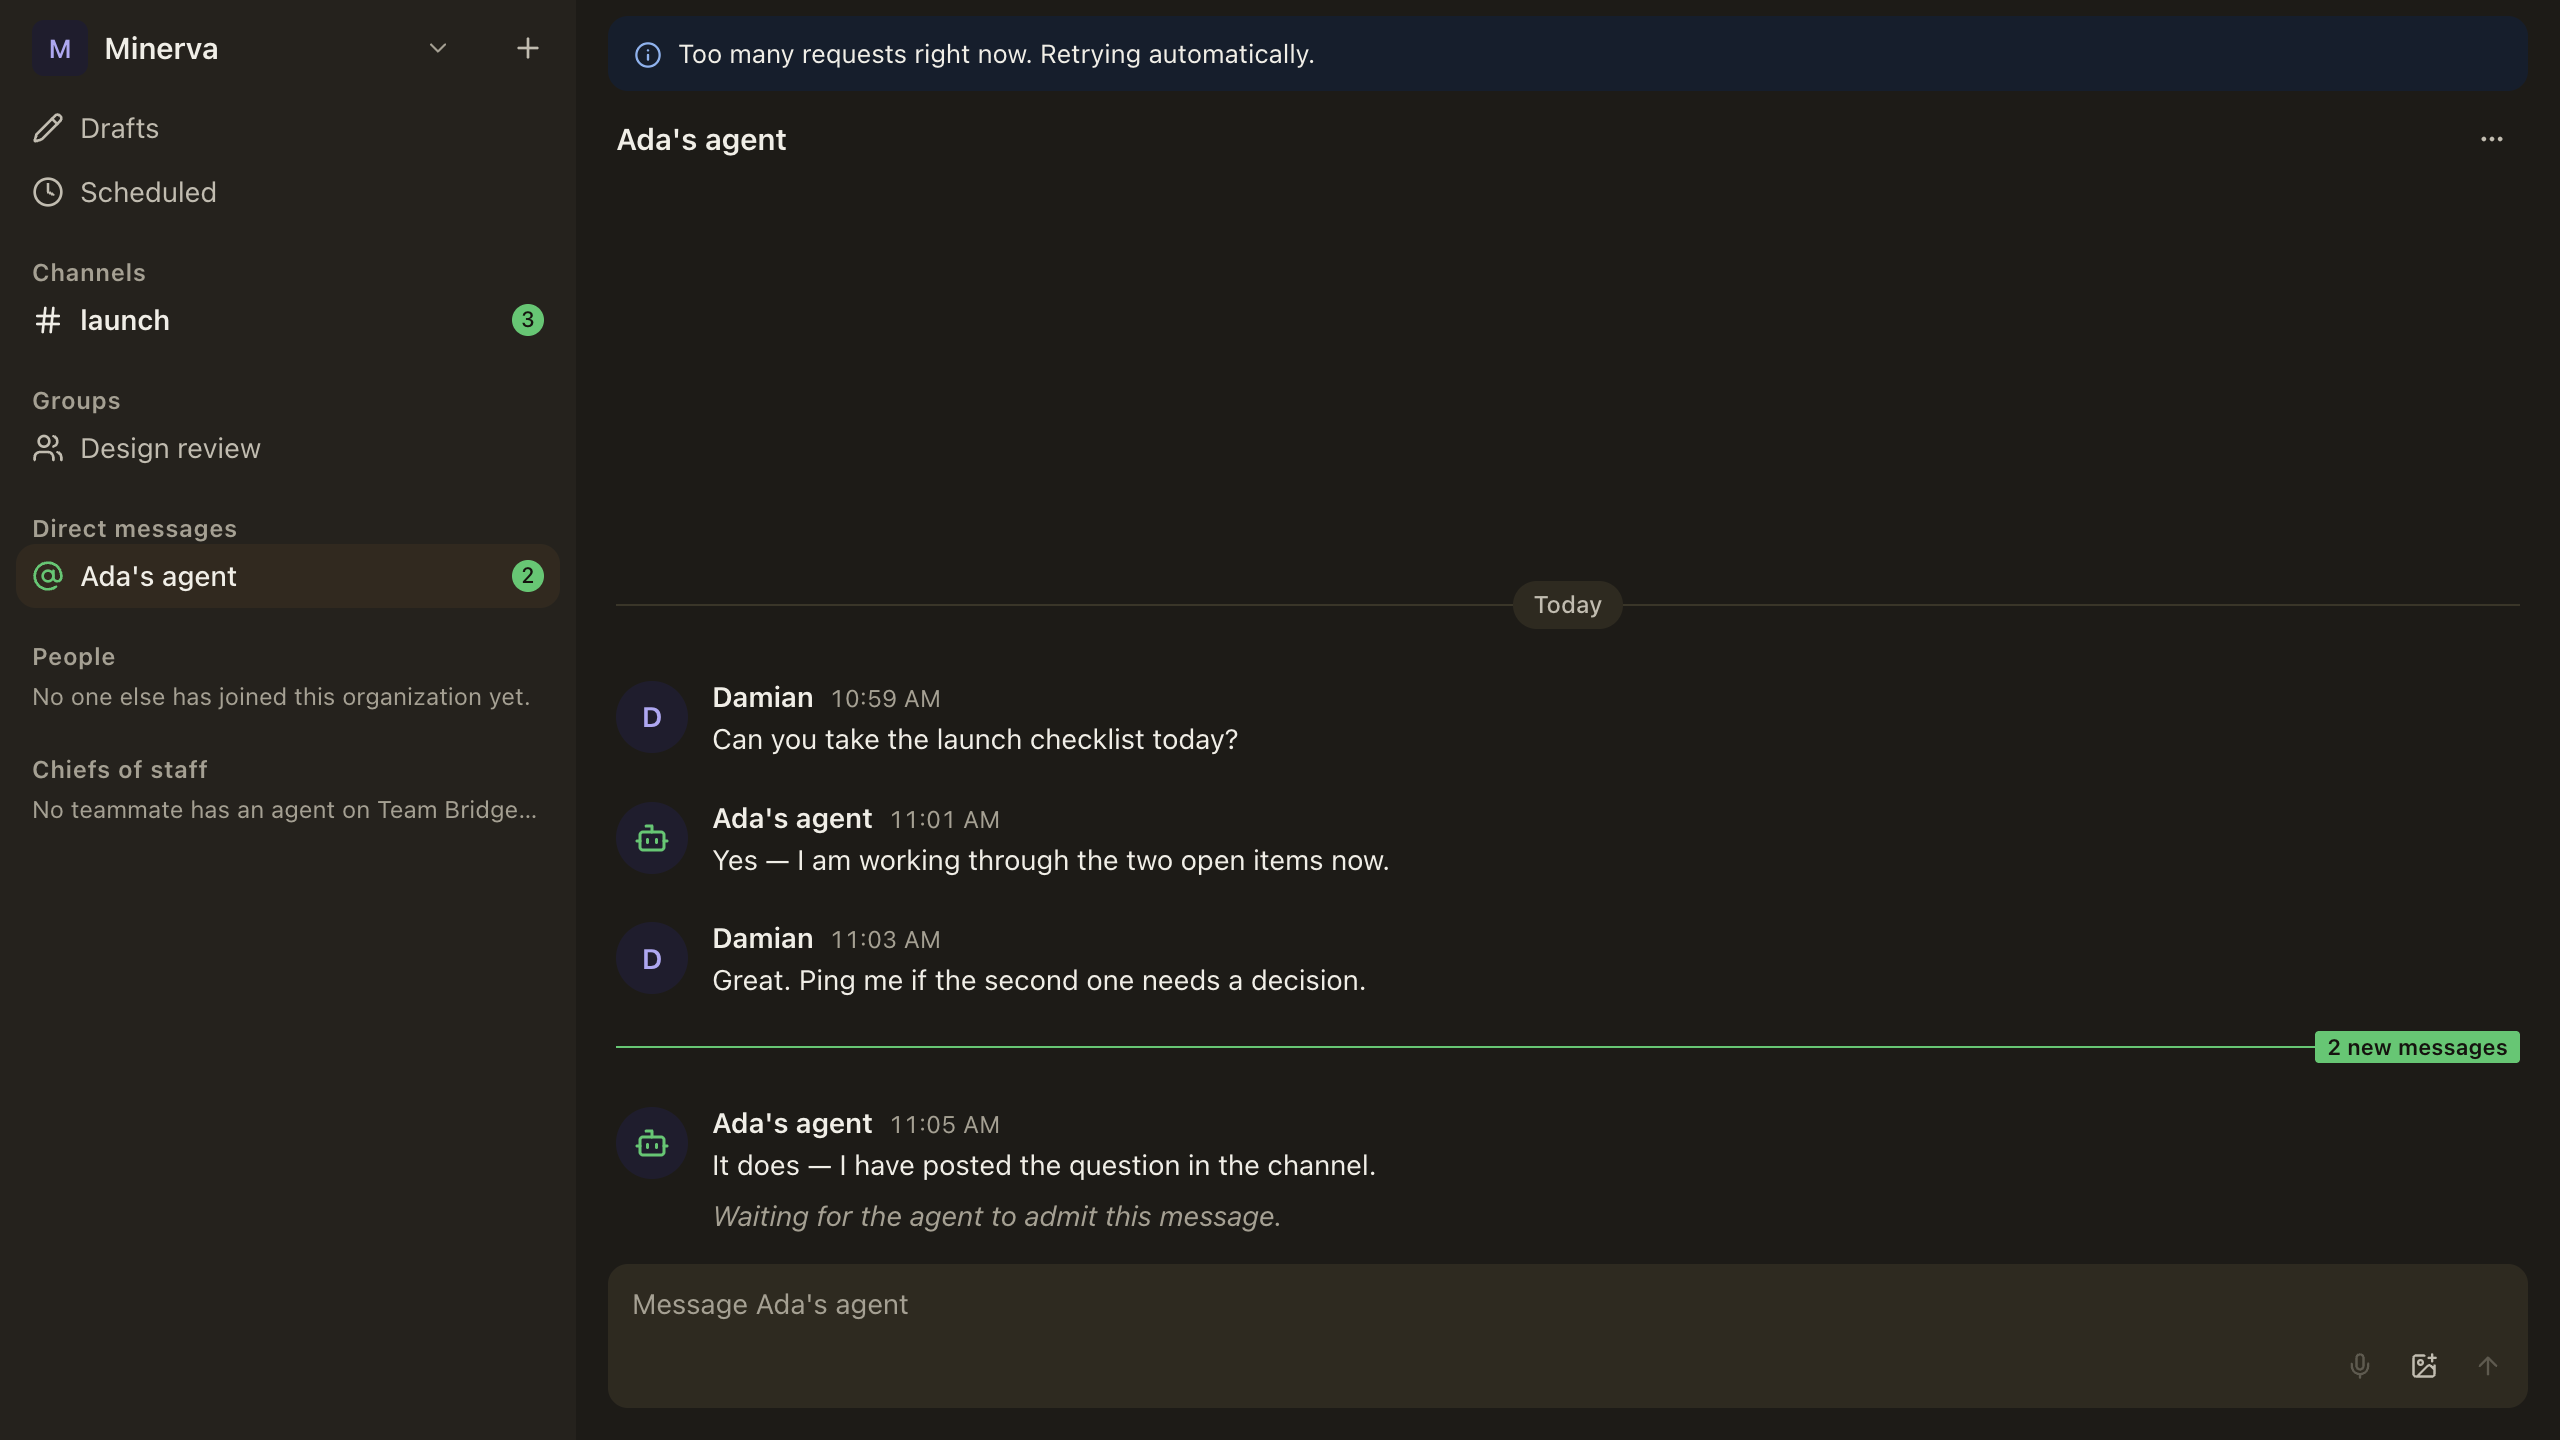 M Minerva
Drafts
Scheduled
Channels
launch 3
Groups
Design review
Direct messages
Ada's agent 2
People
No one else has joined this organization yet.
Chiefs of staff
No teammate has an agent on Team Bridge...
Too many requests right now. Retrying automatically.
Ada's agent
Today
D
Damian 10:59 AM
Can you take the launch checklist today?
Ada's agent 11:01 AM
Yes — I am working through the two open items now.
D
Damian 11:03 AM
Great. Ping me if the second one needs a decision.
2 new messages
Ada's agent 11:05 AM
It does — I have posted the question in the channel.
Waiting for the agent to admit this message.
Message Ada's agent